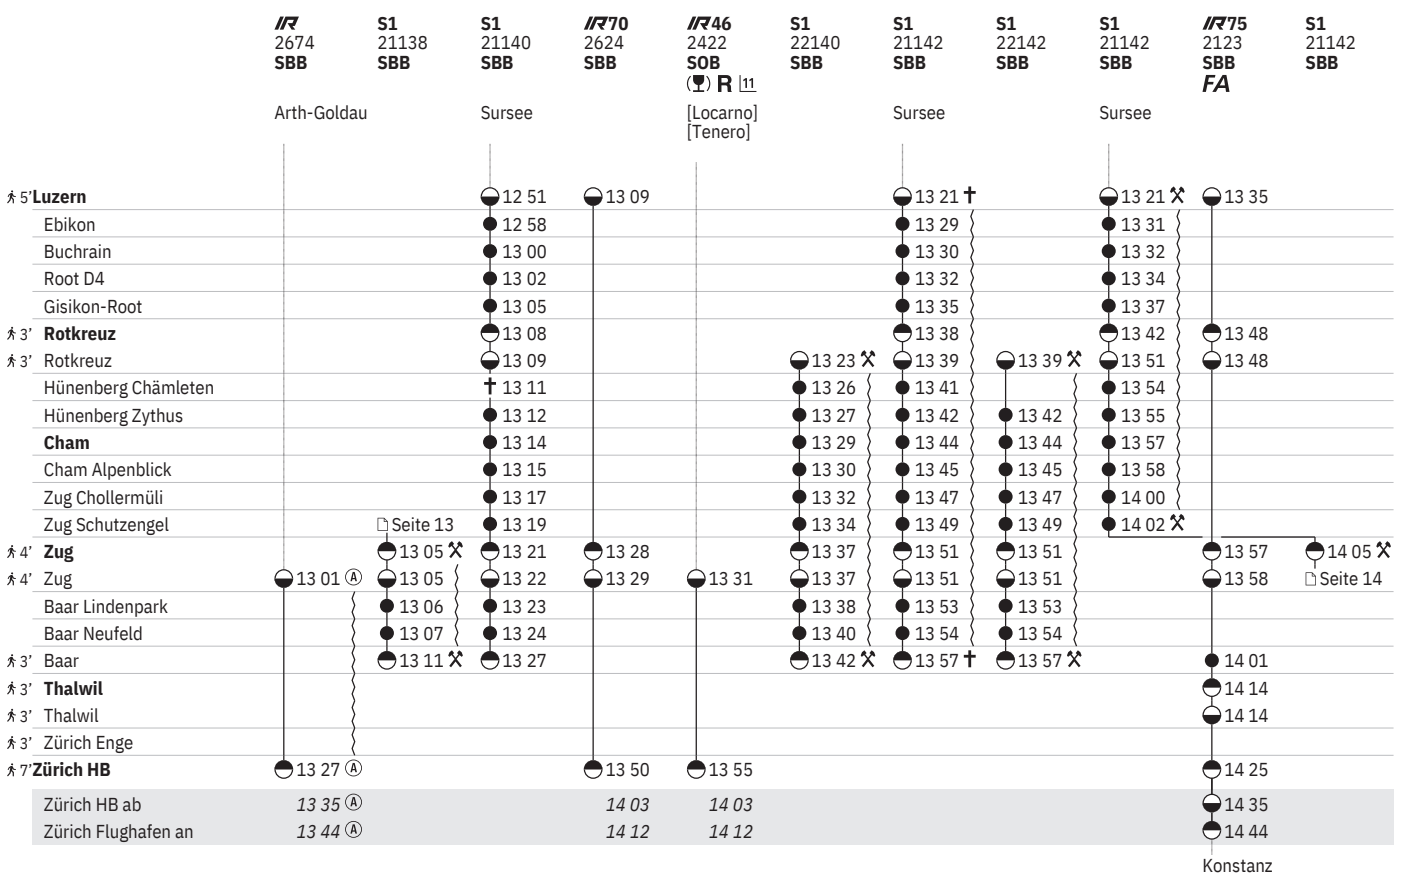 IR S1 S1 IR70 IR46 S1 S1 S1 S1 IR75 S1
2674 21138 21140 2624 2422 22140 21142 22142 21142 2123 21142
SBB SBB SBB SBB SOB SBB SBB SBB SBB SBB SBB
R 11 FA
Arth-Goldau Sursee [Locarno] Sursee Sursee
[Tenero]
5’ Luzern 12 51 13 09 13 21 13 21 13 35
Ebikon 12 58 13 29 13 31
Buchrain 13 00 13 30 13 32
Root D4 13 02 13 32 13 34
Gisikon-Root 13 05 13 35 13 37
3’ Rotkreuz 13 08 13 38 13 42 13 48
3’ Rotkreuz 13 09 13 23 13 39 13 39 13 51 13 48
Hünenberg Chämleten 13 11 13 26 13 41 13 54
Hünenberg Zythus 13 12 13 27 13 42 13 42 13 55
Cham 13 14 13 29 13 44 13 44 13 57
Cham Alpenblick 13 15 13 30 13 45 13 45 13 58
Zug Chollermüli 13 17 13 32 13 47 13 47 14 00
Zug Schutzengel Seite 13 13 19 13 34 13 49 13 49 14 02
4’ Zug 13 05 13 21 13 28 13 37 13 51 13 51 13 57 14 05
4’ Zug 13 01 A 13 05 13 22 13 29 13 31 13 37 13 51 13 51 13 58 Seite 14
Baar Lindenpark 13 06 13 23 13 38 13 53 13 53
Baar Neufeld 13 07 13 24 13 40 13 54 13 54
3’ Baar 13 11 13 27 13 42 13 57 13 57 14 01
3’ Thalwil 14 14
3’ Thalwil 14 14
3’ Zürich Enge
7’ Zürich HB 13 27 A 13 50 13 55 14 25
Zürich HB ab 13 35 A 14 03 14 03 14 35
Zürich Flughafen an 13 44 A 14 12 14 12 14 44
Konstanz